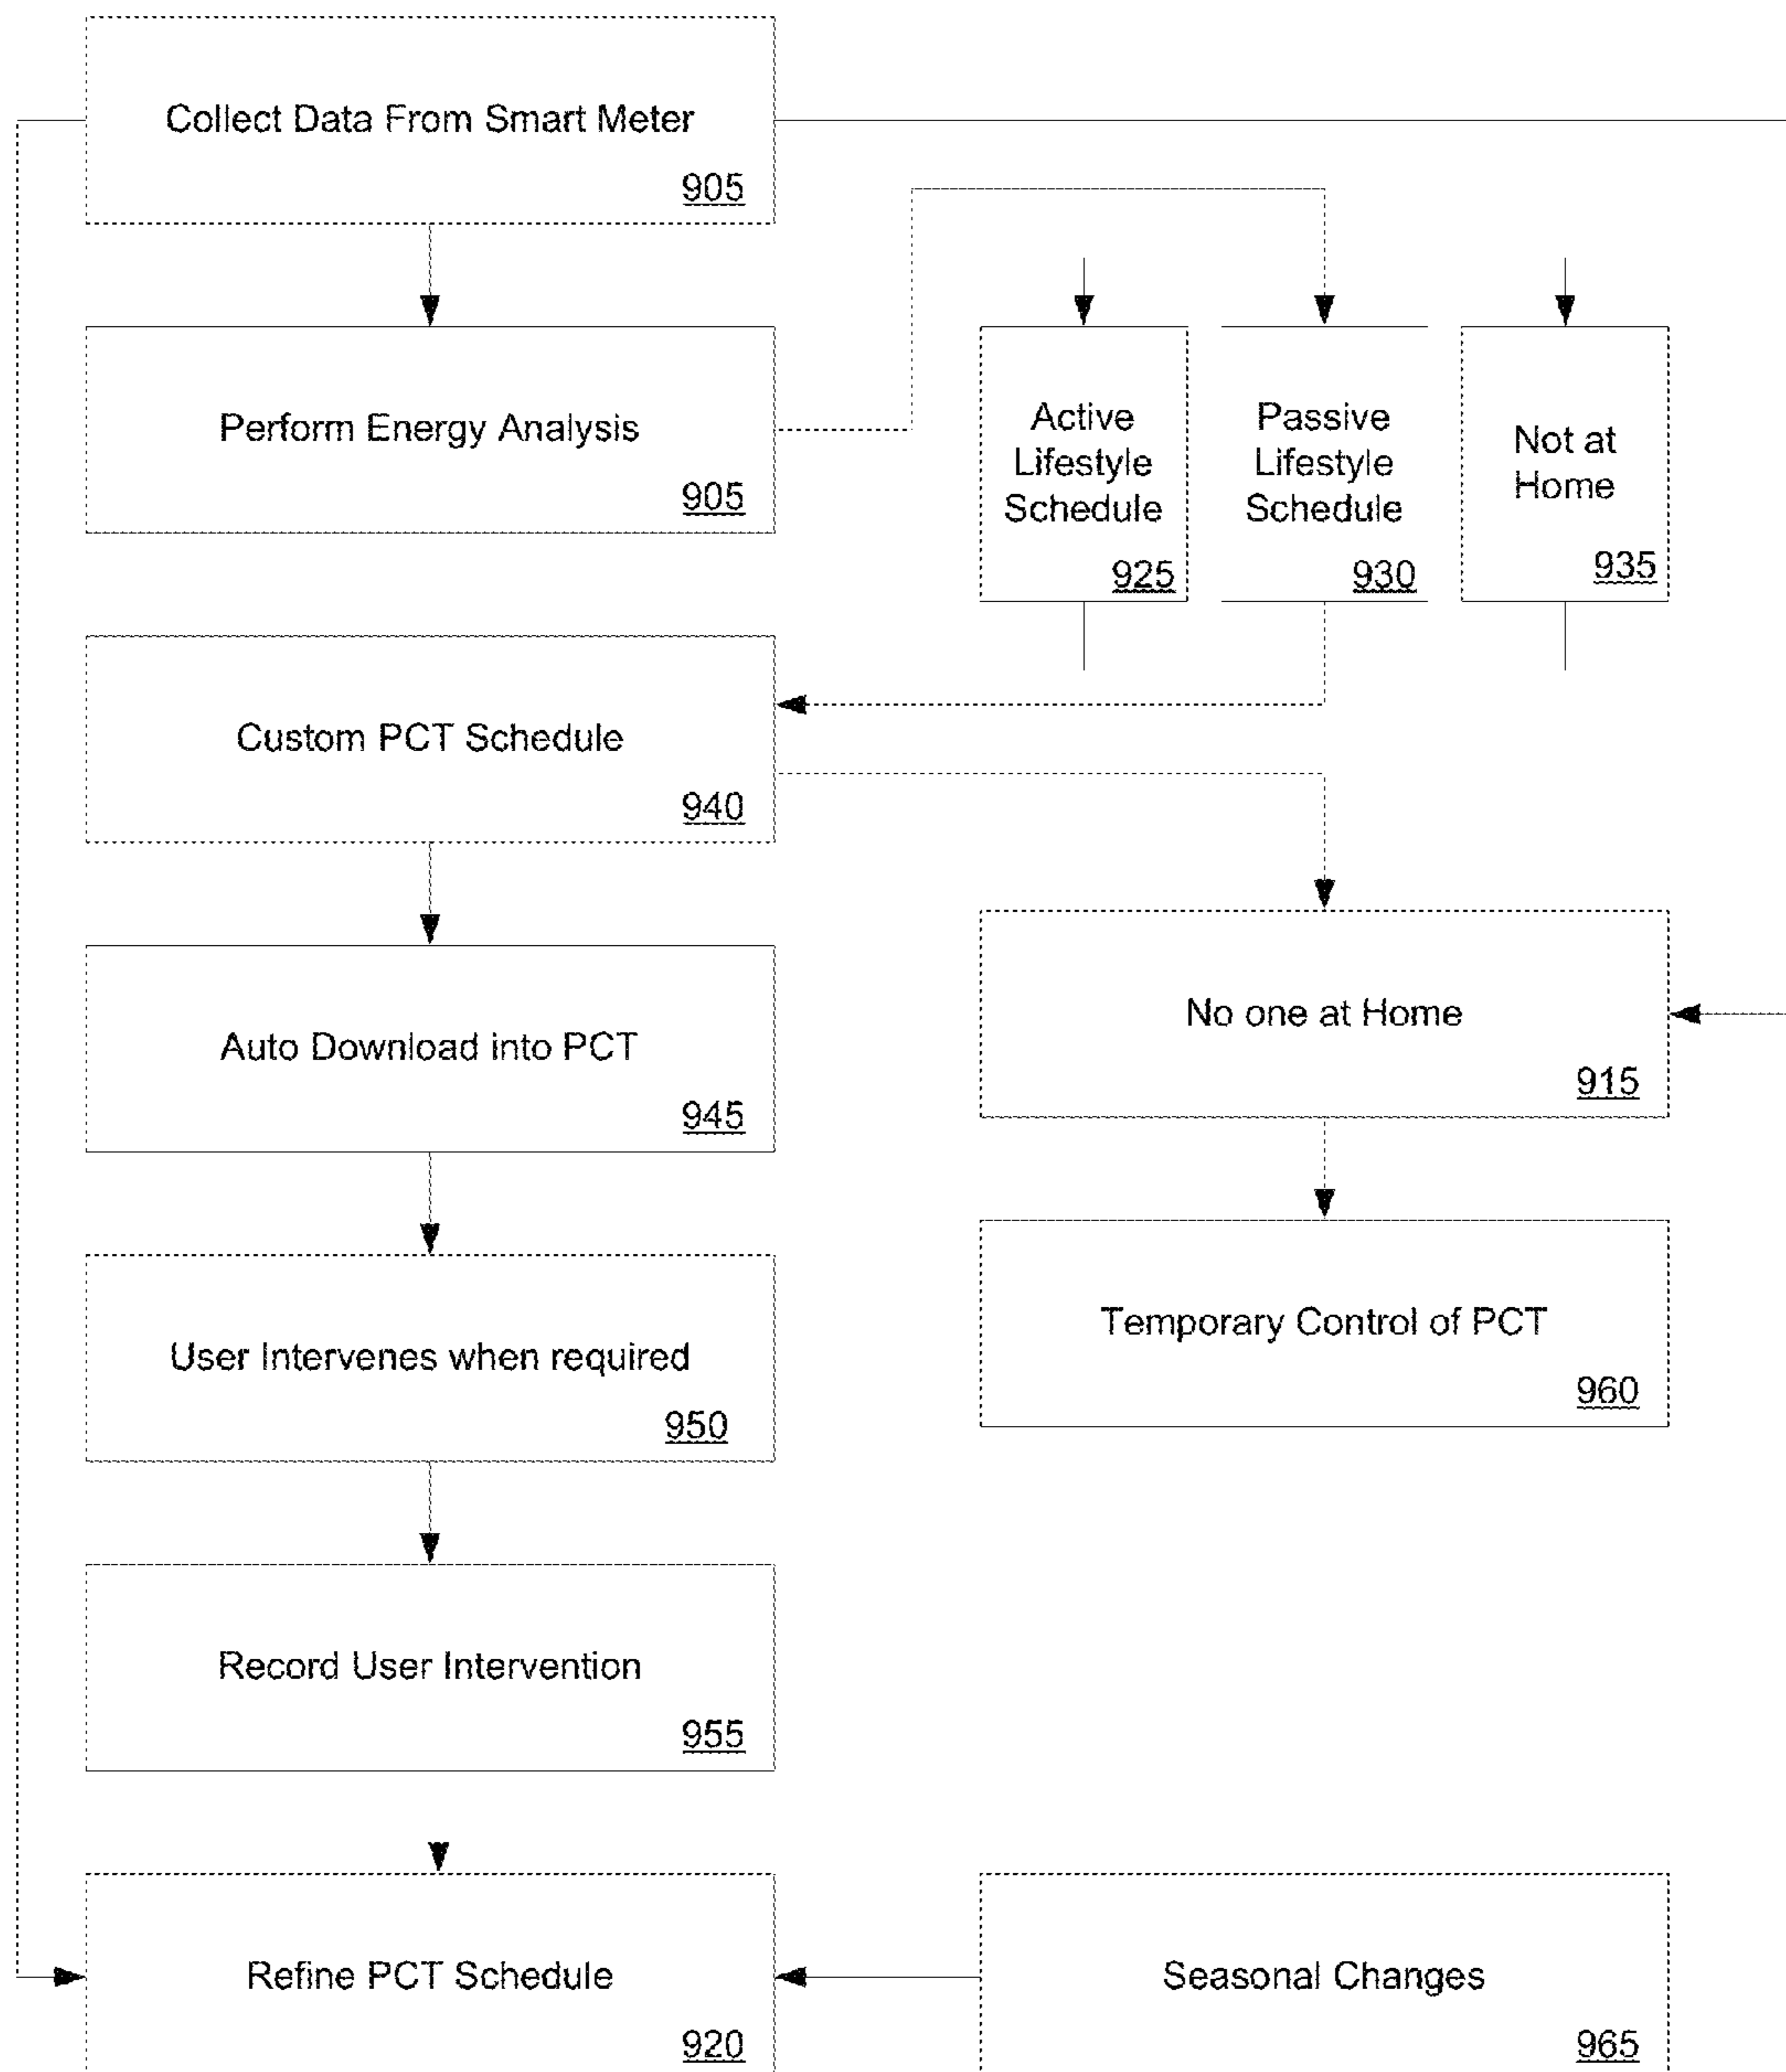 Collect Data From Smart Meter
905
Perform Energy Analysis
905
Active
Lifestyle
Schedule
925
Passive
Lifestyle
Schedule
930
Not at
Home
935
Custom PCT Schedule
940
Auto Download into PCT
945
No one at Home
915
User Intervenes when required
950
Temporary Control of PCT
960
Record User Intervention
955
Refine PCT Schedule
920
Seasonal Changes
965